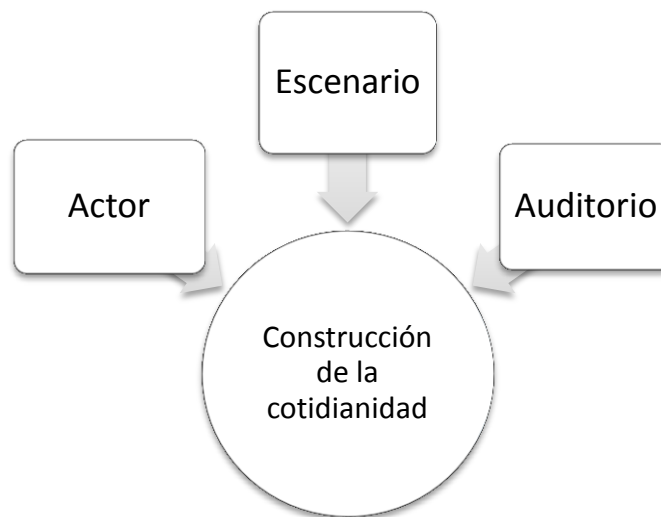 Escenario
Actor
Auditorio
Construcción
de la
cotidianidad